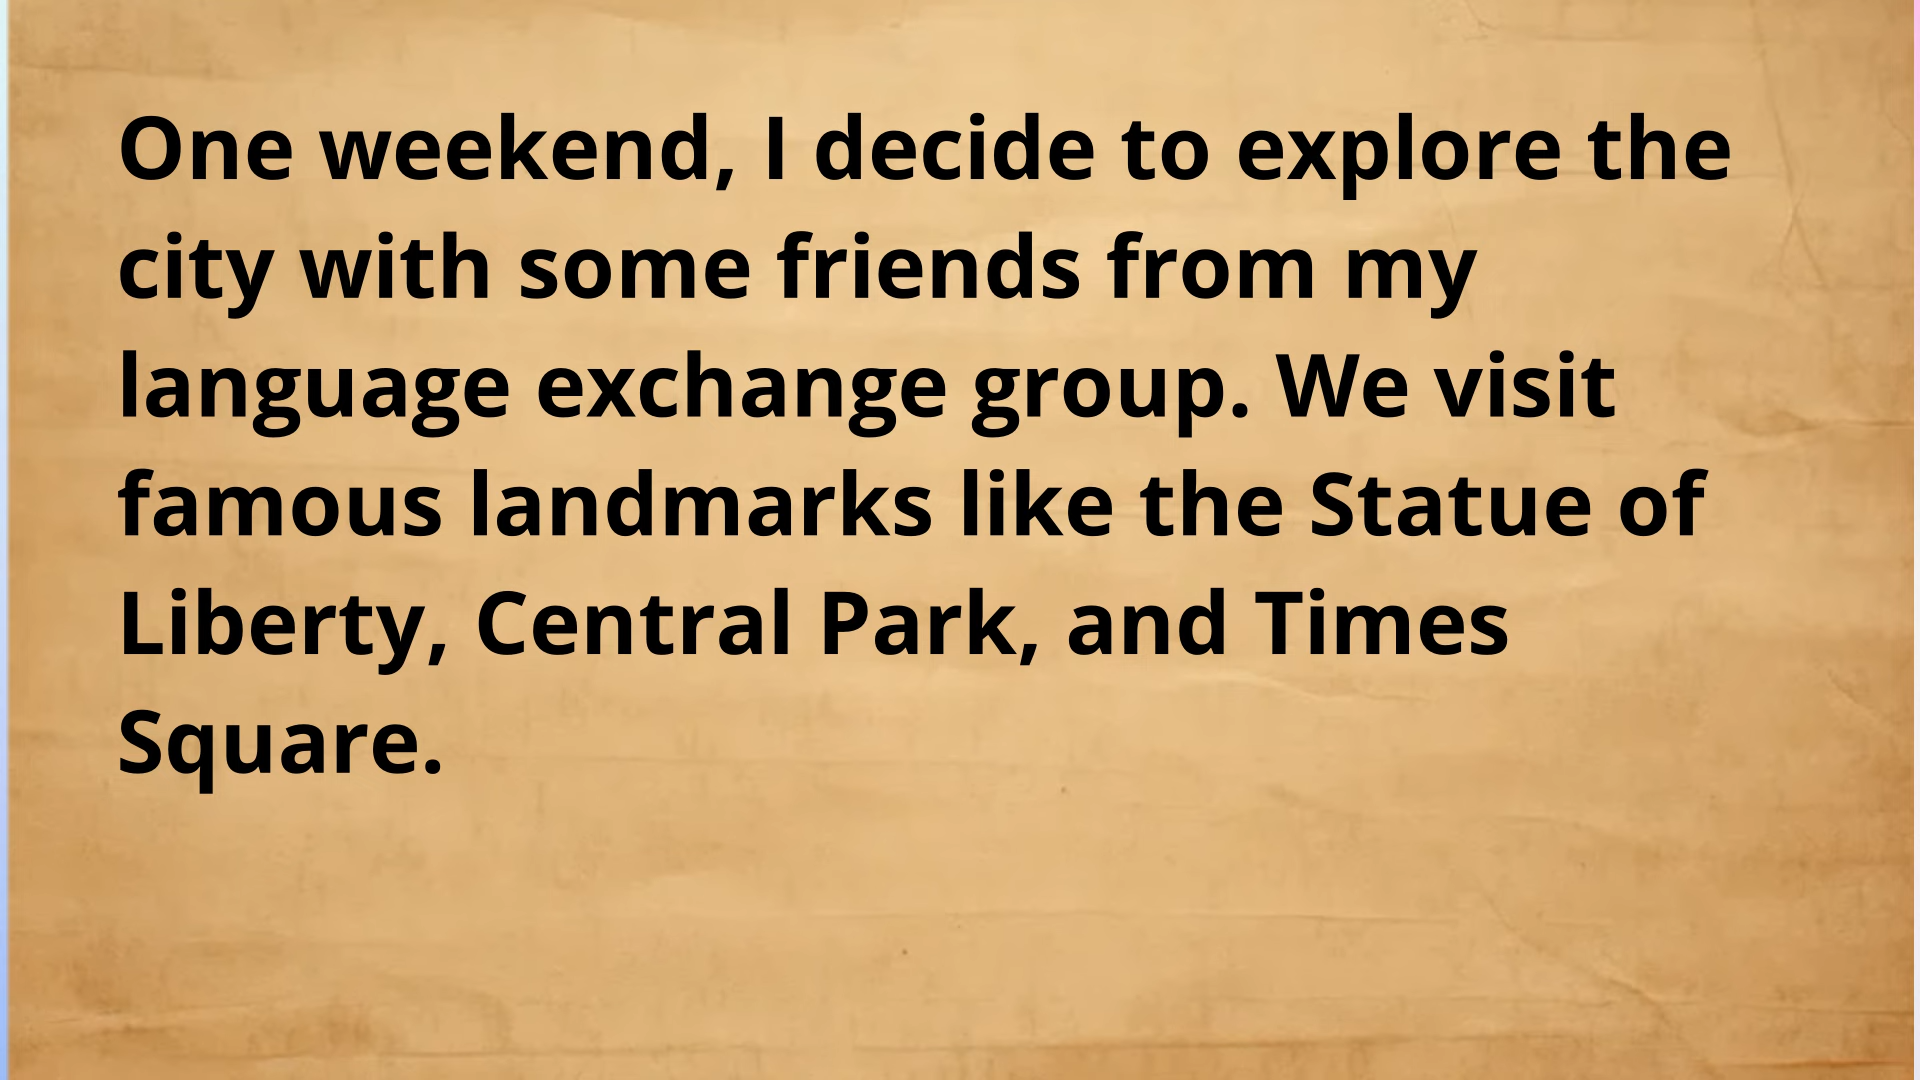 One weekend, I decide to explore the
city with some friends from my
language exchange group. We visit
famous landmarks like the Statue of
Liberty, Central Park, and Times
Square.